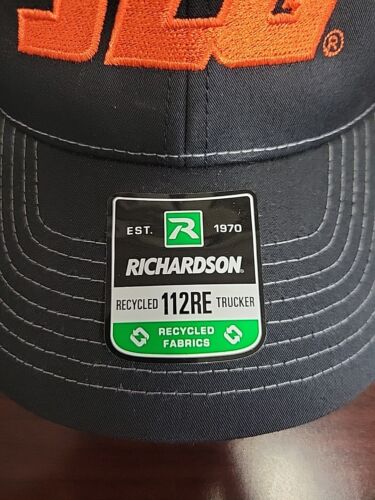 ®
EST. R 1970
RICHARDSON®
RECYCLED 112RE TRUCKER
RECYCLED
FABRICS